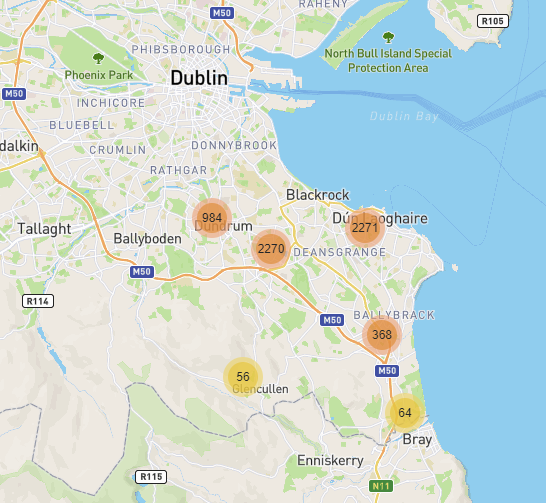 RAHENY
M50
R105
PHIBSBOROUGH
North Bull Island Special
Protection Area
Phoenix Park
Dublin
M50
INCHICORE
Dublin Bay
BLUEBELL
dalkin
CRUMLIN
DONNYBROOK
RATHGAR
Blackrock
984
Dundrum
Dún Laoghaire
2271
Tallaght
Ballyboden
2270
DEANSGRANGE
M50
R114
BALLYBRACK
M50
368
M50
56
Glencullen
64
Bray
Enniskerry
R115
N11